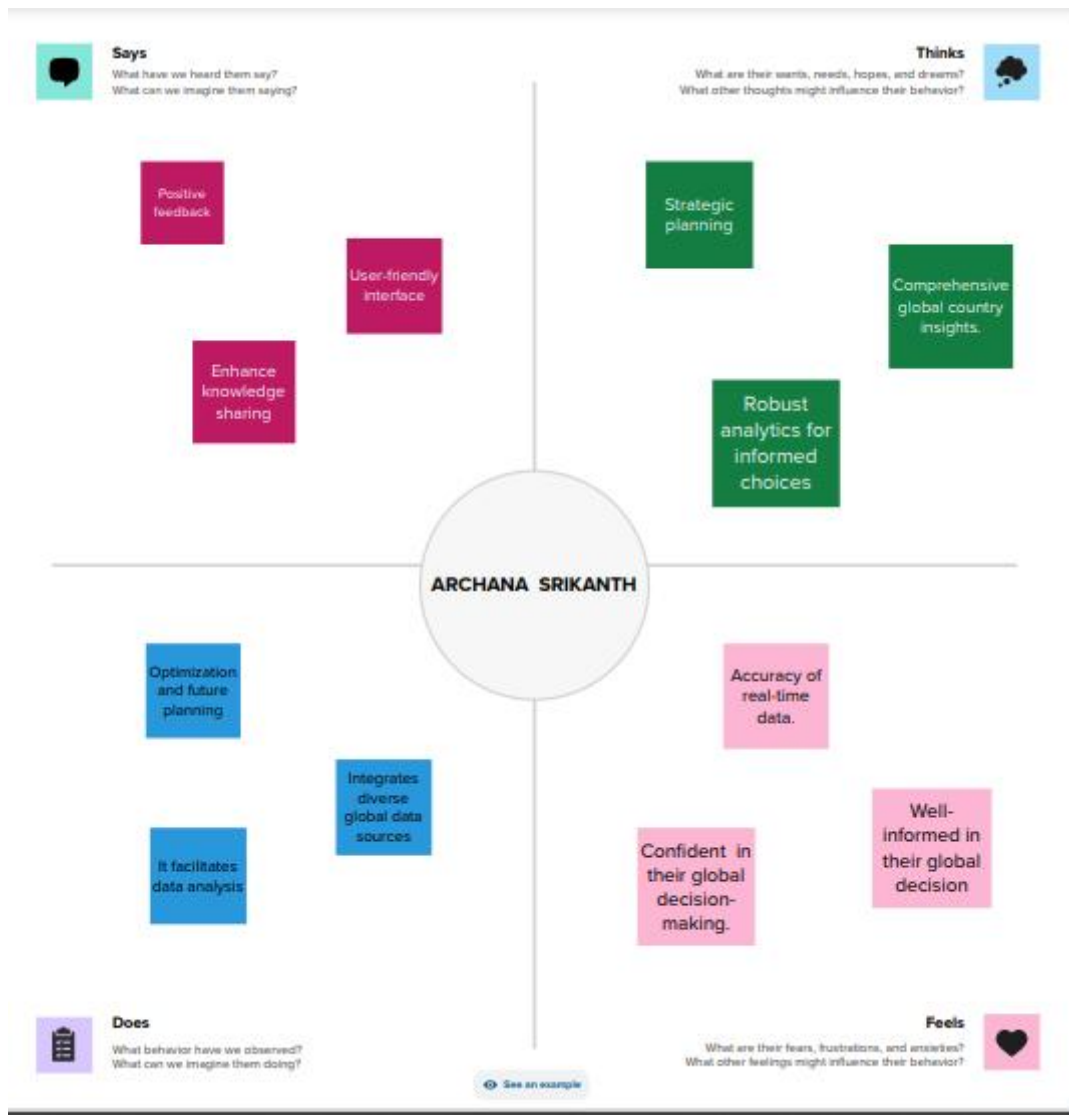 Says
What have we heard them say?
What can we imagine them saying?
Thinks
What are their wants, needs, hopes, and dreams?
What other thoughts might influence their behavior?
Positive
feedback
User-friendly
interface
Enhance
knowledge
sharing
Strategic
planning
Comprehensive
global country
insights.
Robust
analytics for
informed
choices
ARCHANA SRIKANTH
Optimization
and future
planning
Integrates
diverse
global data
sources
It facilitates
data analysis
Accuracy of
real-time
data.
Well-
informed in
their global
decision
Confident in
their global
decision-
making.
Does
What behavior have we observed?
What can we imagine them doing?
Feels
What are their fears, frustrations, and anxieties?
What other feelings might influence their behavior?
See an example